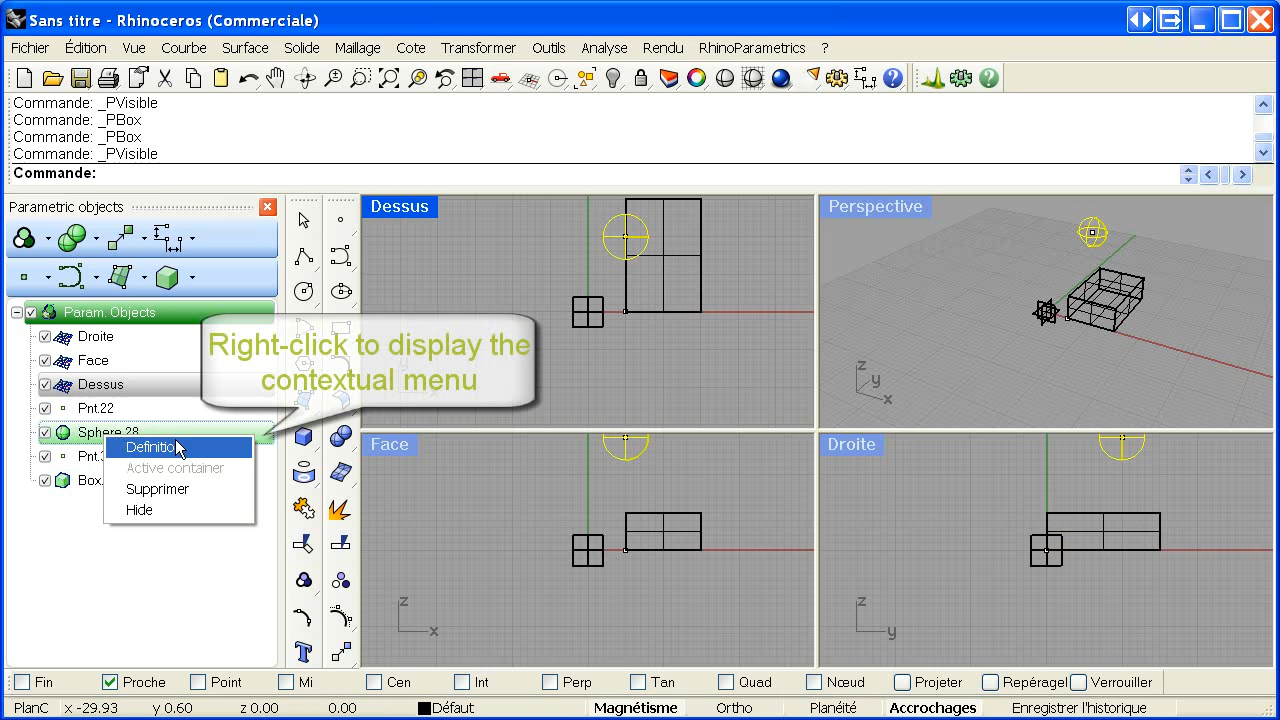 Sans titre - Rhinoceros (Commerciale)
Fichier Édition Vue Courbe Surface Solide Maillage Cote Transformer Outils Analyse Rendu RhinoParametrics ?
Commande: _PVisible
Commande: _PBox
Commande: _PBox
Commande: _PVisible
Commande:
Parametric objects
Param. Objects
Droite
Face
Dessus
Pnt.22
Sphere.28
Definition
Active container
Supprimer
Hide
Right-click to display the
contextual menu
Dessus
Perspective
z
y
x
Face
z
x
Droite
z
y
Fin Proche Point Mi Cen Int Perp Tan Quad Nœud Projeter Repéragel Verrouiller
PlanC x -29.93 y 0.60 z 0.00 0.00 Défaut Magnétisme Ortho Planéité Accrochages Enregistrer l'historique